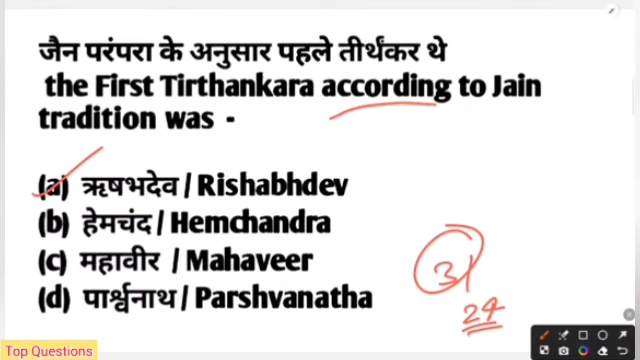 जैन परंपरा के अनुसार पहले तीर्थंकर थे
the First Tirthankara according to Jain
tradition was -
(a) ऋषभदेव / Rishabhdev
(b) हेमचंद / Hemchandra
(c) महावीर / Mahaveer
(d) पार्श्वनाथ / Parshvanatha
24
Top Questions